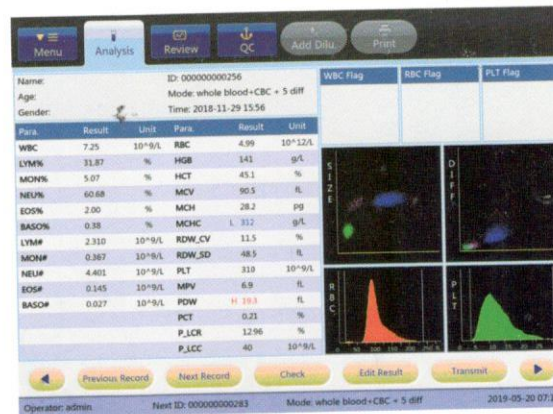 Menu Analysis Review QC Add Dilu. Print
Name: ID: 000000000256
Age: Mode: whole blood+CBC + 5 diff
Gender: Time: 2018-11-29 15:56
WBC Flag RBC Flag PLT Flag
Para. Result Unit Para. Result Unit
WBC 7.25 10^9/L RBC 4.99 10^12/L
LYM% 31.87 % HGB 141 g/L
MON% 5.07 % HCT 45.1 %
NEU% 60.68 % MCV 90.5 fL
EOS% 2.00 % MCH 28.2 pg
BASO% 0.38 % MCHC L 312 g/L
LYM# 2.310 10^9/L RDW_CV 11.5 %
MON# 0.367 10^9/L RDW_SD 48.5 fL
NEU# 4.401 10^9/L PLT 310 10^9/L
EOS# 0.145 10^9/L MPV 6.9 fL
BASO# 0.027 10^9/L PDW H 19.3 fL
PCT 0.21 %
P_LCR 12.96 %
P_LCC 40 10^9/L
SIZE
DIFF
RBC
0 50 100 150 200 250
PLT
Previous Record Next Record Check Edit Result Transmit
Operator: admin Next ID: 000000000283 Mode: whole blood+CBC + 5 diff 2019-05-20